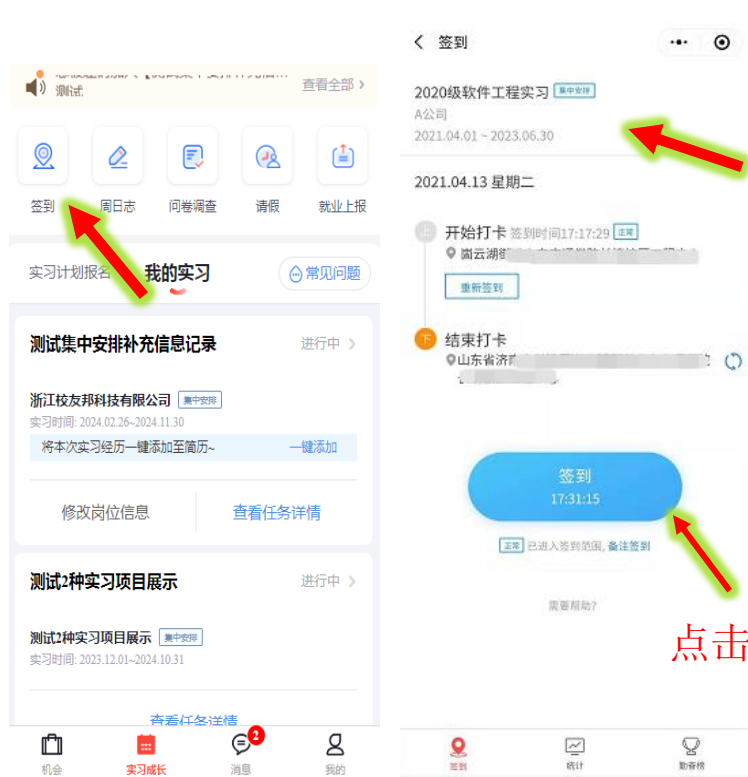 测试
查看全部 >
签到
周日志
问卷调查
请假
就业上报
实习计划报名
我的实习
常见问题
测试集中安排补充信息记录
进行中 >
浙江校友邦科技有限公司 集中安排
实习时间: 2024.02.26~2024.11.30
将本次实习经历一键添加至简历~
一键添加
修改岗位信息
查看任务详情
测试2种实习项目展示
进行中 >
测试2种实习项目展示 集中安排
实习时间: 2023.12.01~2024.10.31
查看任务详情
机会
实习成长
2
消息
我的
签到
2020级软件工程实习 集中安排
A公司
2021.04.01 ~ 2023.06.30
2021.04.13 星期二
上
开始打卡 签到时间17:17:29 正常
崮云湖街
重新签到
下
结束打卡
山东省济南
签到
17:31:15
正常 已进入签到范围, 备注签到
需要帮助?
点击
签到
统计
勤奋榜